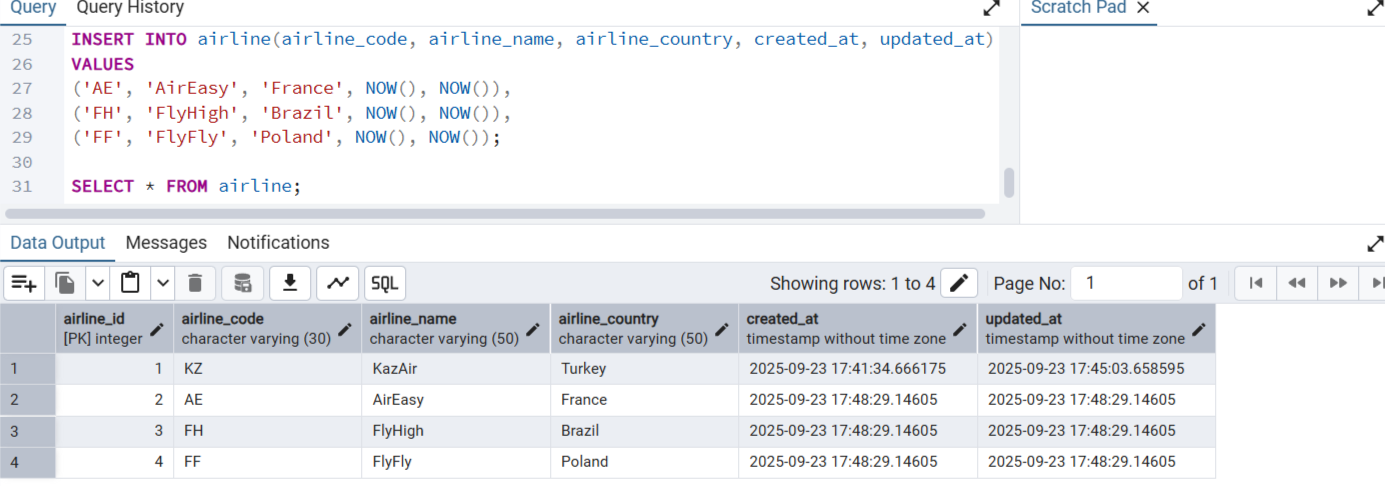 Query Query History Scratch Pad
25 INSERT INTO airline(airline_code, airline_name, airline_country, created_at, updated_at)
26 VALUES
27 ('AE', 'AirEasy', 'France', NOW(), NOW()),
28 ('FH', 'FlyHigh', 'Brazil', NOW(), NOW()),
29 ('FF', 'FlyFly', 'Poland', NOW(), NOW());
30
31 SELECT * FROM airline;
Data Output Messages Notifications
SQL Showing rows: 1 to 4 Page No: 1 of 1
airline_id airline_code airline_name airline_country created_at updated_at
[PK] integer character varying (30) character varying (50) character varying (50) timestamp without time zone timestamp without time zone
1 1 KZ KazAir Turkey 2025-09-23 17:41:34.666175 2025-09-23 17:45:03.658595
2 2 AE AirEasy France 2025-09-23 17:48:29.14605 2025-09-23 17:48:29.14605
3 3 FH FlyHigh Brazil 2025-09-23 17:48:29.14605 2025-09-23 17:48:29.14605
4 4 FF FlyFly Poland 2025-09-23 17:48:29.14605 2025-09-23 17:48:29.14605